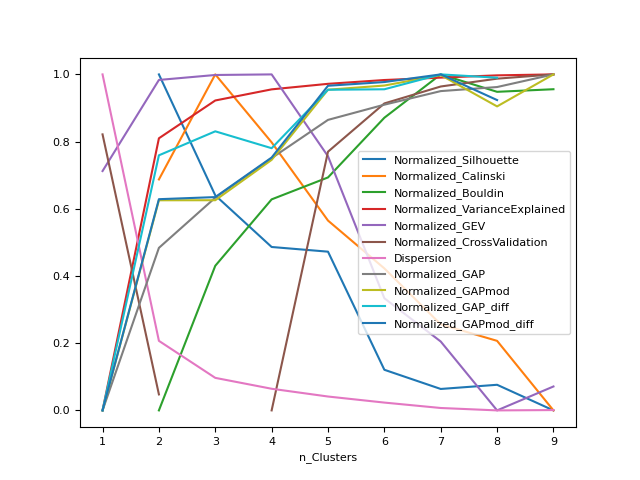 1.0
0.8
0.6
0.4
0.2
0.0
Normalized_Silhouette
Normalized_Calinski
Normalized_Bouldin
Normalized_VarianceExplained
Normalized_GEV
Normalized_CrossValidation
Dispersion
Normalized_GAP
Normalized_GAPmod
Normalized_GAP_diff
Normalized_GAPmod_diff
1 2 3 4 5 6 7 8 9
n_Clusters